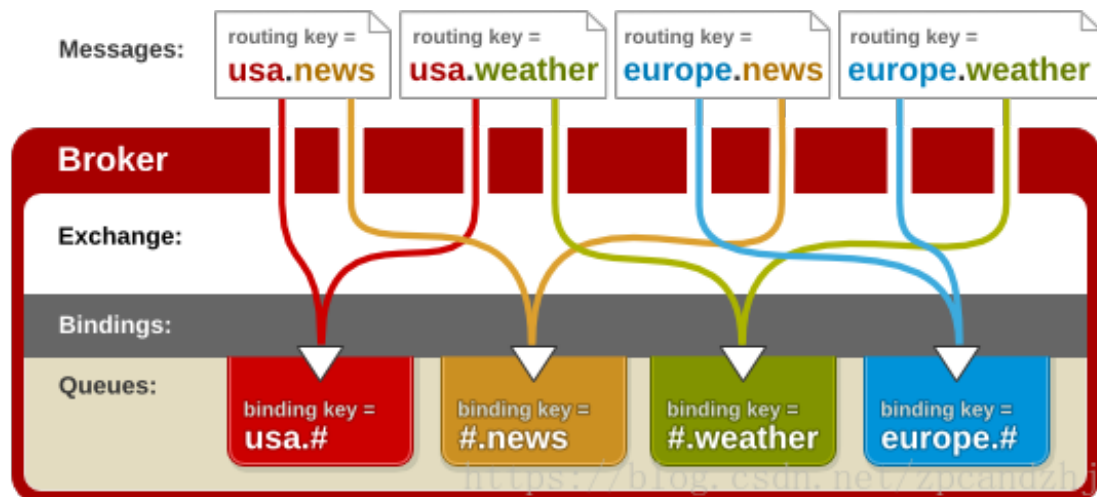 Messages:
routing key =
usa.news
routing key =
usa.weather
routing key =
europe.news
routing key =
europe.weather
Broker
Exchange:
Bindings:
Queues:
binding key =
usa.#
binding key =
#.news
binding key =
#.weather
binding key =
europe.#
https://blog.csdn.net/zpcandzhj